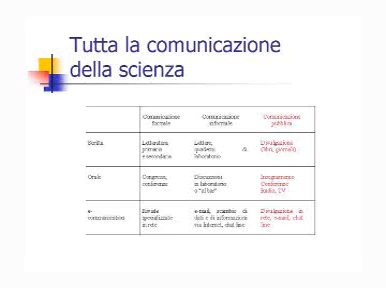 Tutta la comunicazione
della scienza
Comunicazione formale
Comunicazione informale
Comunicazione pubblica
Scritta
Letteratura primaria e secondaria
Lettere, quaderni di laboratorio
Divulgazione (libri, giornali)
Orale
Congressi, conferenze
Discussioni in laboratorio o "al bar"
Insegnamento
Conferenze
Radio, TV
e-communication
Riviste specializzate in rete
e-mail, scambio di dati e di informazioni via Internet, chat line
Divulgazione in rete, e-mail, chat line